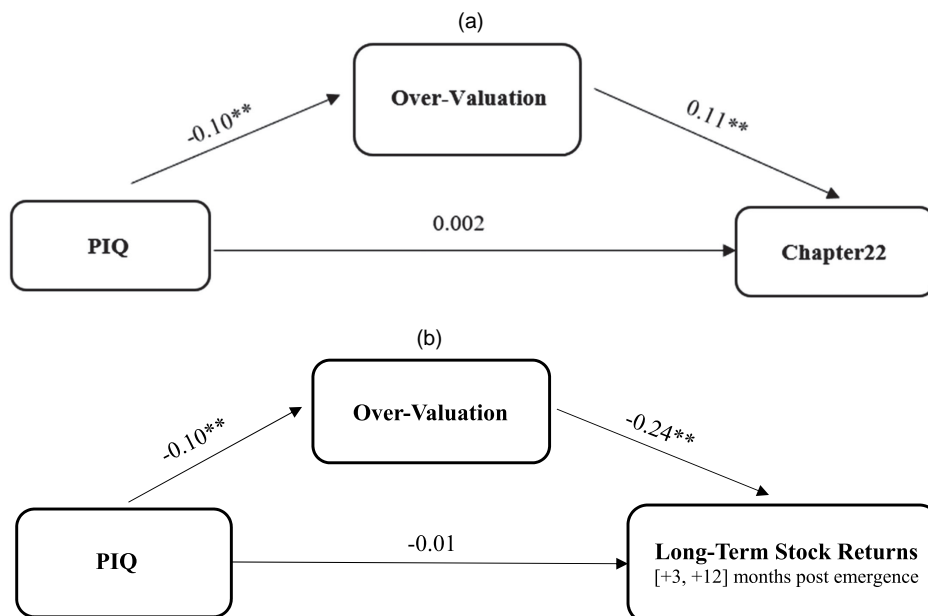 (a)
Over-Valuation
-0.10**
0.11**
0.002
PIQ
Chapter22
(b)
Over-Valuation
-0.10**
-0.24**
-0.01
PIQ
Long-Term Stock Returns
[+3, +12] months post emergence